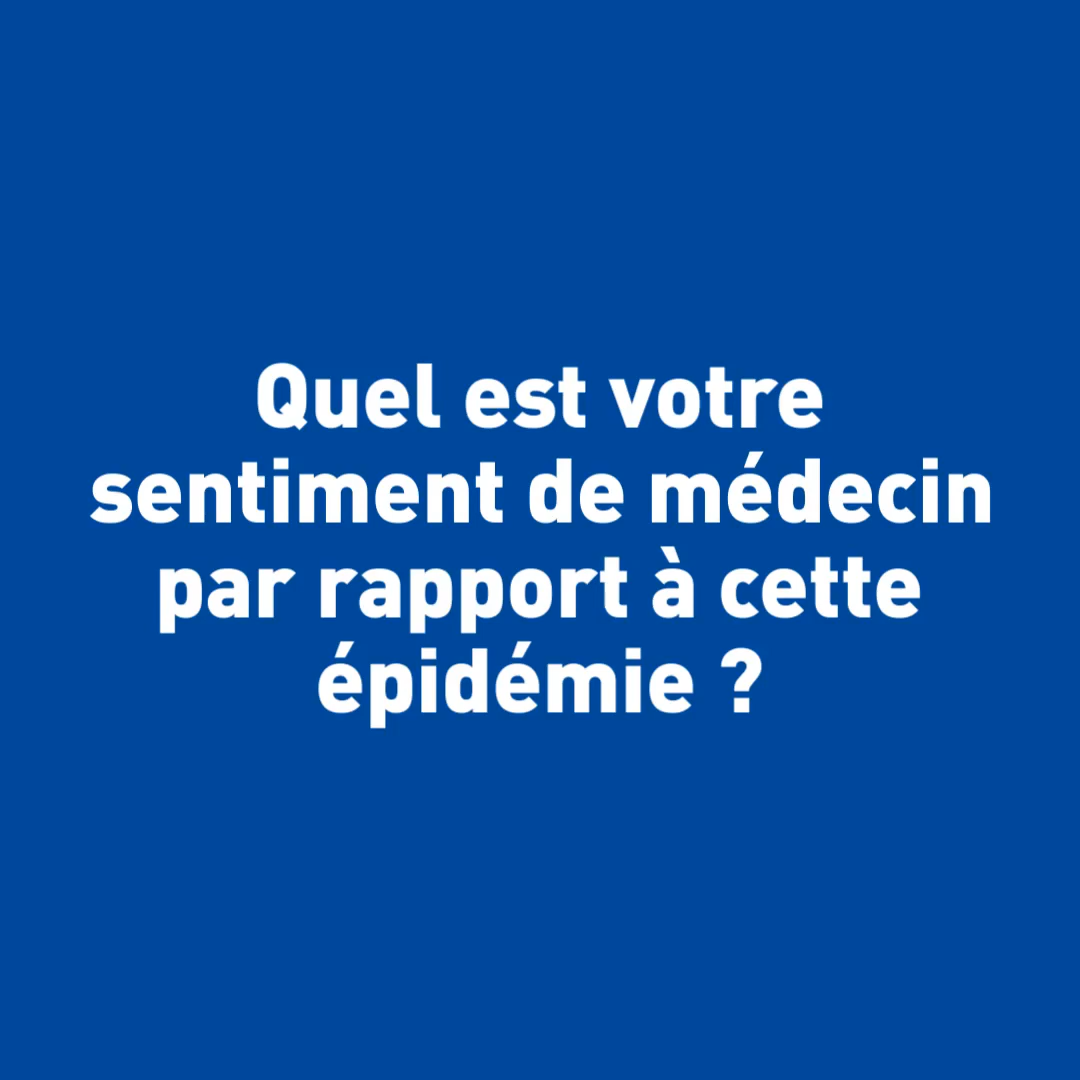 Quel est votre
sentiment de médecin
par rapport à cette
épidémie ?